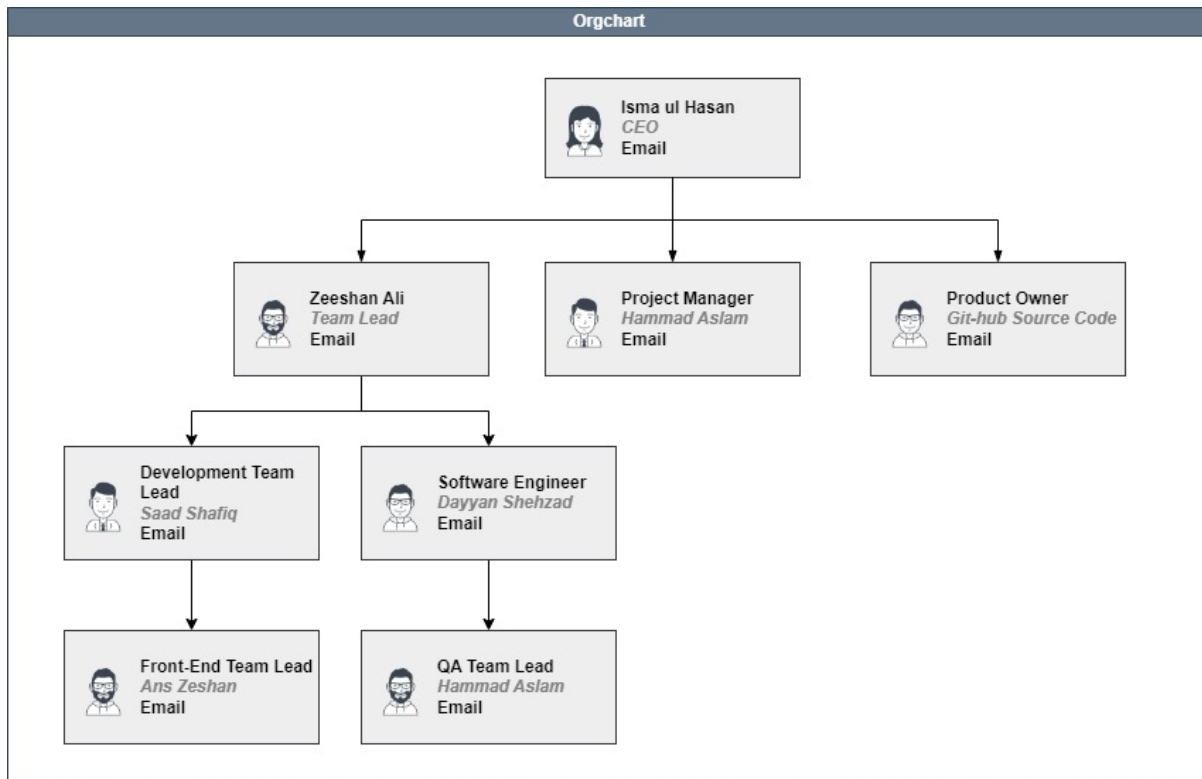 Orgchart
Isma ul Hasan
CEO
Email
Zeeshan Ali
Team Lead
Email
Project Manager
Hammad Aslam
Email
Product Owner
Git-hub Source Code
Email
Development Team
Lead
Saad Shafiq
Email
Software Engineer
Dayyan Shehzad
Email
Front-End Team Lead
Ans Zeshan
Email
QA Team Lead
Hammad Aslam
Email